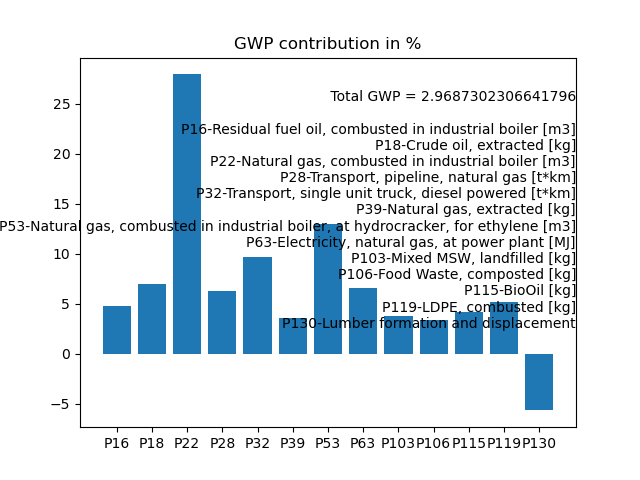 GWP contribution in %
Total GWP = 2.9687302306641796
P16-Residual fuel oil, combusted in industrial boiler [m3]
P18-Crude oil, extracted [kg]
P22-Natural gas, combusted in industrial boiler [m3]
P28-Transport, pipeline, natural gas [t*km]
P32-Transport, single unit truck, diesel powered [t*km]
P39-Natural gas, extracted [kg]
P53-Natural gas, combusted in industrial boiler, at hydrocracker, for ethylene [m3]
P63-Electricity, natural gas, at power plant [MJ]
P103-Mixed MSW, landfilled [kg]
P106-Food Waste, composted [kg]
P115-BioOil [kg]
P119-LDPE, combusted [kg]
P130-Lumber formation and displacement
25
20
15
10
5
0
−5
P16 P18 P22 P28 P32 P39 P53 P63 P103 P106 P115 P119 P130